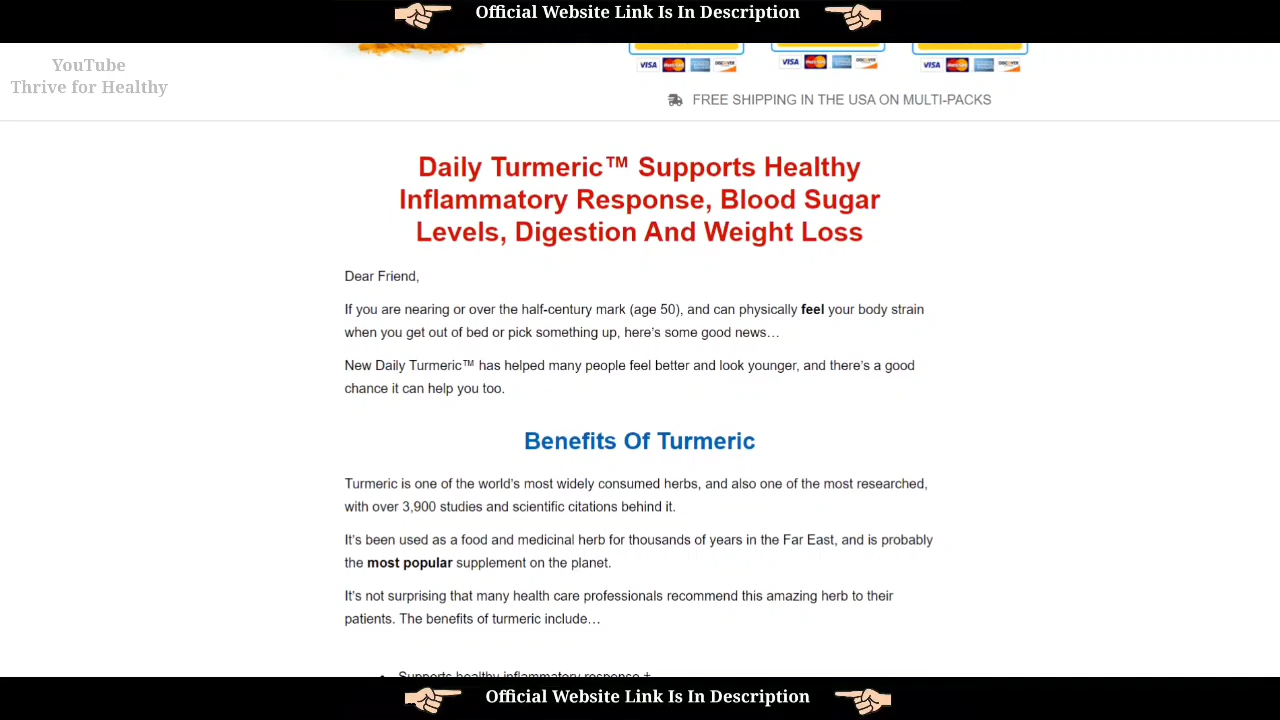 Official Website Link Is In Description
YouTube
Thrive for Healthy
VISA MasterCard DISCOVER
VISA MasterCard DISCOVER
VISA MasterCard DISCOVER
FREE SHIPPING IN THE USA ON MULTI-PACKS
Daily Turmeric™ Supports Healthy
Inflammatory Response, Blood Sugar
Levels, Digestion And Weight Loss
Dear Friend,
If you are nearing or over the half-century mark (age 50), and can physically feel your body strain
when you get out of bed or pick something up, here's some good news…
New Daily Turmeric™ has helped many people feel better and look younger, and there's a good
chance it can help you too.
Benefits Of Turmeric
Turmeric is one of the world's most widely consumed herbs, and also one of the most researched,
with over 3,900 studies and scientific citations behind it.
It's been used as a food and medicinal herb for thousands of years in the Far East, and is probably
the most popular supplement on the planet.
It's not surprising that many health care professionals recommend this amazing herb to their
patients. The benefits of turmeric include…
Supports healthy inflammatory response ‡
Official Website Link Is In Description